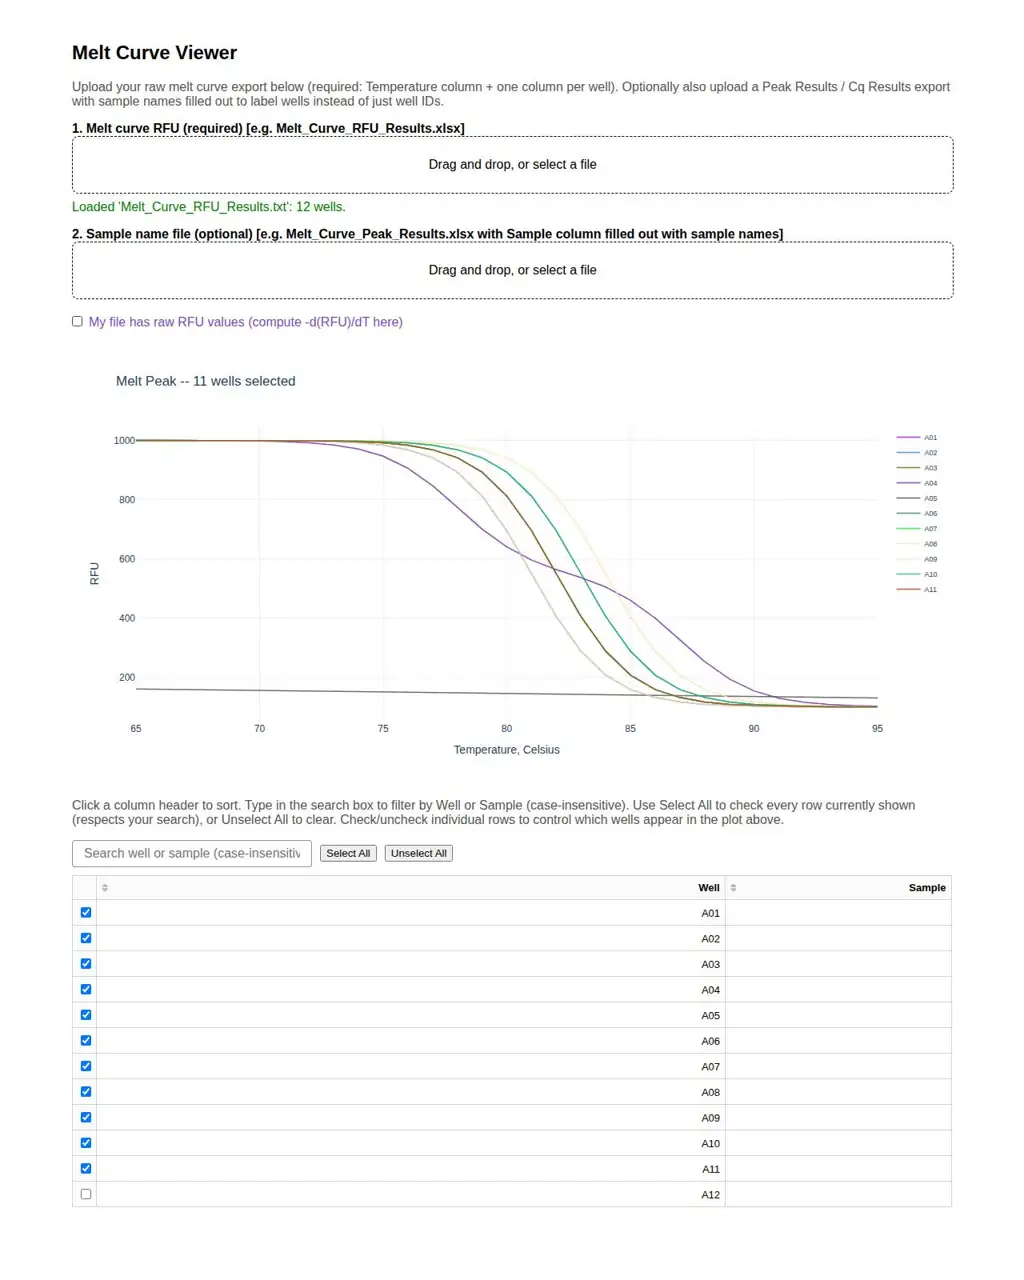 Melt Curve Viewer
Upload your raw melt curve export below (required: Temperature column + one column per well). Optionally also upload a Peak Results / Cq Results export
with sample names filled out to label wells instead of just well IDs.
1. Melt curve RFU (required) [e.g. Melt_Curve_RFU_Results.xlsx]
Drag and drop, or select a file
Loaded 'Melt_Curve_RFU_Results.txt': 12 wells.
2. Sample name file (optional) [e.g. Melt_Curve_Peak_Results.xlsx with Sample column filled out with sample names]
Drag and drop, or select a file
My file has raw RFU values (compute -d(RFU)/dT here)
Melt Peak -- 11 wells selected
1000
800
600
400
200
RFU
65 70 75 80 85 90 95
Temperature, Celsius
A01
A02
A03
A04
A05
A06
A07
A08
A09
A10
A11
Click a column header to sort. Type in the search box to filter by Well or Sample (case-insensitive). Use Select All to check every row currently shown
(respects your search), or Unselect All to clear. Check/uncheck individual rows to control which wells appear in the plot above.
Search well or sample (case-insensitiv Select All Unselect All
Well Sample
A01
A02
A03
A04
A05
A06
A07
A08
A09
A10
A11
A12